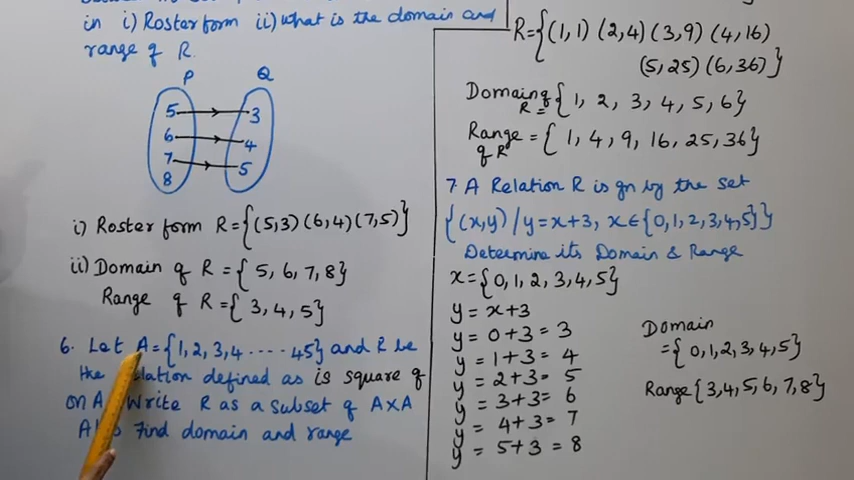 in i) Roster form ii) what is the domain and
range of R.
P Q
5 3
6 4
7 5
8
i) Roster form R={(5,3)(6,4)(7,5)}
ii) Domain of R = {5,6,7,8}
Range of R = {3,4,5}
6. Let A={1,2,3,4 .... 45} and R be
the relation defined as is square of
on A Write R as a subset of AXA
Also Find domain and range
R={(1,1) (2,4) (3,9) (4,16)
(5,25) (6,36)}
Domain of R = {1, 2, 3, 4, 5, 6}
Range of R = {1, 4, 9, 16, 25, 36}
7 A Relation R is gn by the set
{(x,y)/y=x+3, x∈{0,1,2,3,4,5}}
Determine its Domain & Range
x={0,1,2,3,4,5}
y = x+3
y = 0+3 = 3
y = 1+3 = 4
y = 2+3= 5
y = 3+3= 6
y = 4+3 = 7
y = 5+3 = 8
Domain
={0,1,2,3,4,5}
Range{3,4,5,6,7,8}